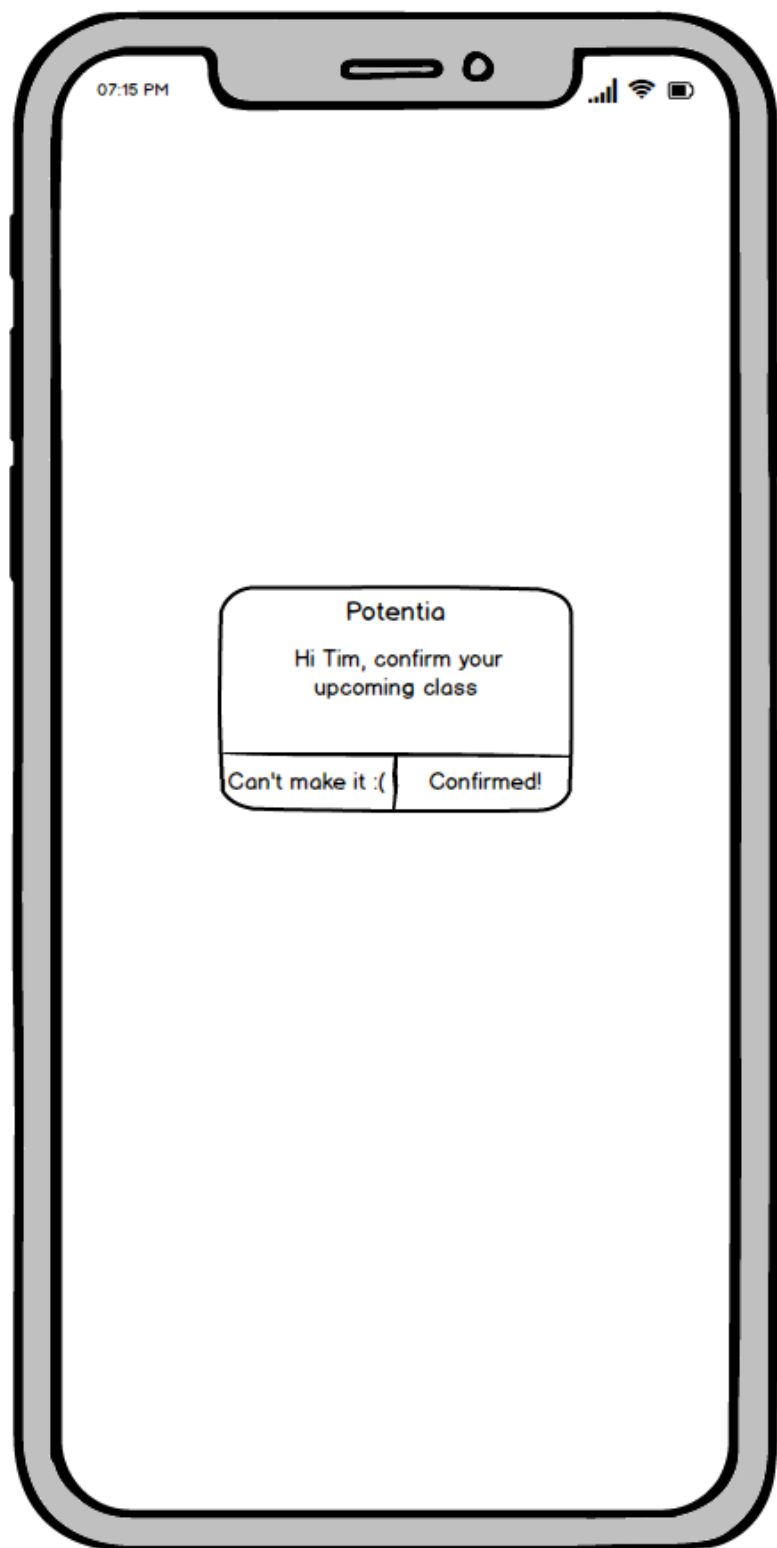 07:15 PM
Potentia
Hi Tim, confirm your
upcoming class
Can't make it :(
Confirmed!